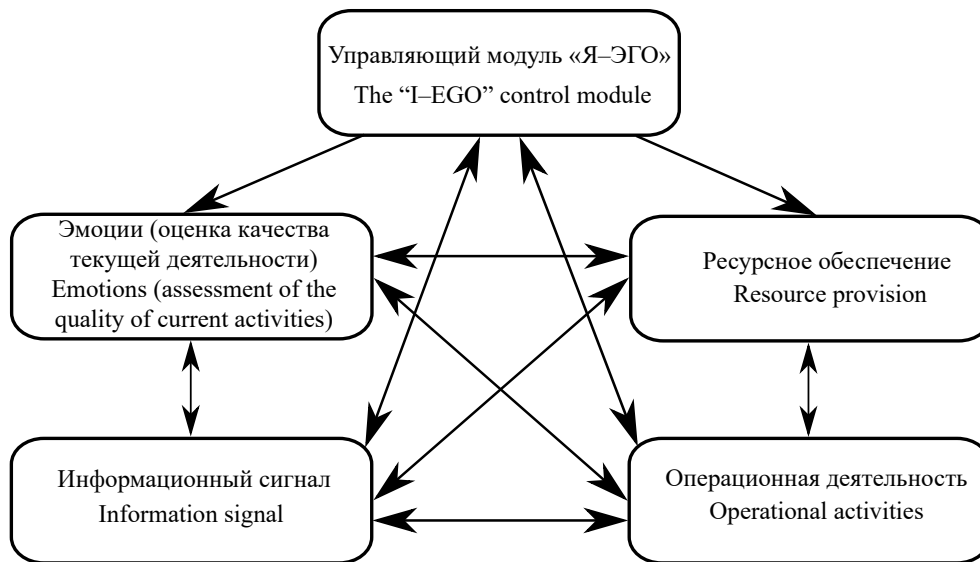 Управляющий модуль «Я–ЭГО»
The “I–EGO” control module
Эмоции (оценка качества
текущей деятельности)
Emotions (assessment of the
quality of current activities)
Ресурсное обеспечение
Resource provision
Информационный сигнал
Information signal
Операционная деятельность
Operational activities